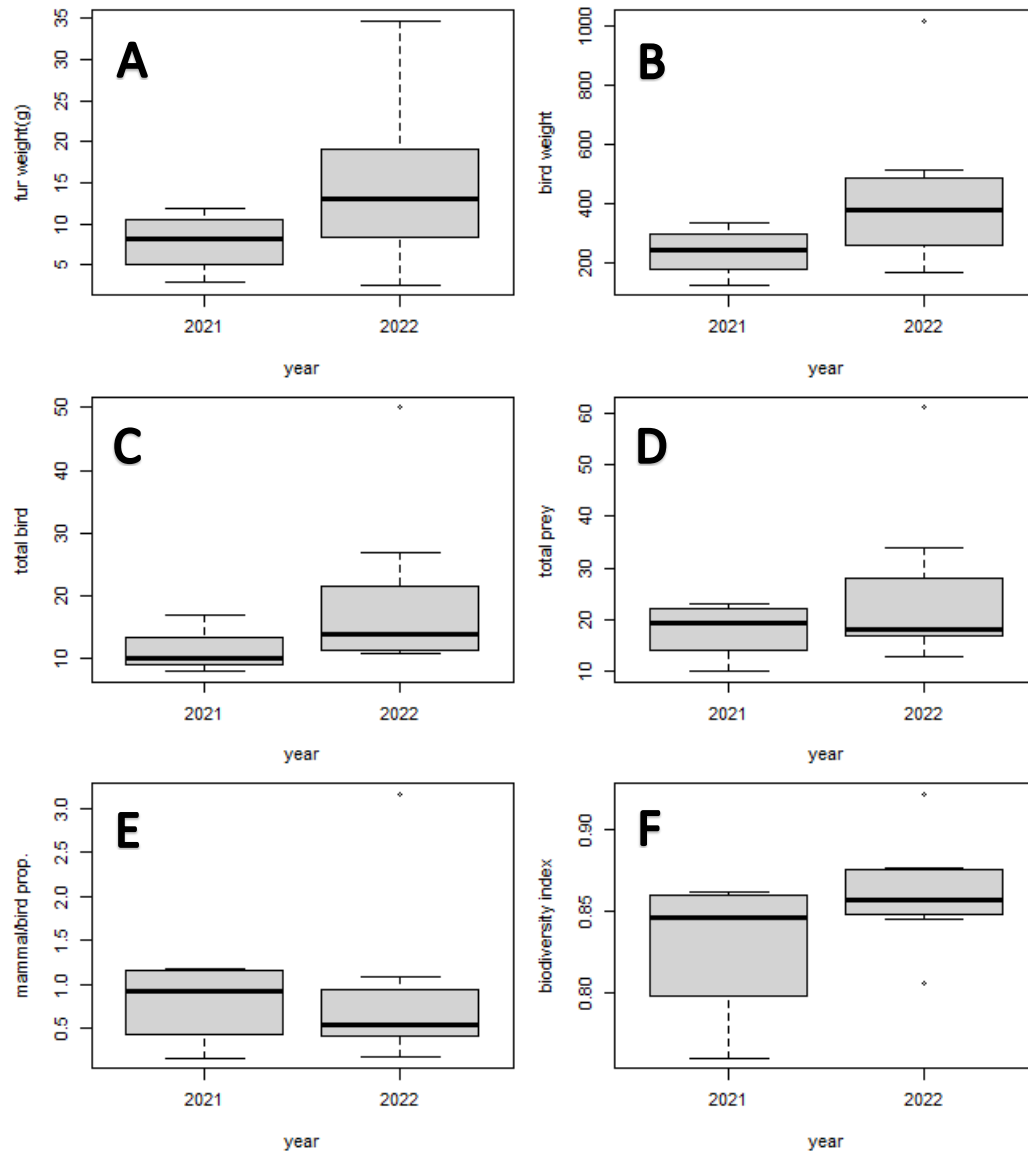 A
fur weight(g)
35
30
25
20
15
10
5
2021
2022
year
B
bird weight
1000
800
600
400
200
2021
2022
year
C
total bird
50
40
30
20
10
2021
2022
year
D
total prey
60
50
40
30
20
10
2021
2022
year
E
mammal/bird prop.
3.0
2.5
2.0
1.5
1.0
0.5
2021
2022
year
F
biodiversity index
0.90
0.85
0.80
2021
2022
year